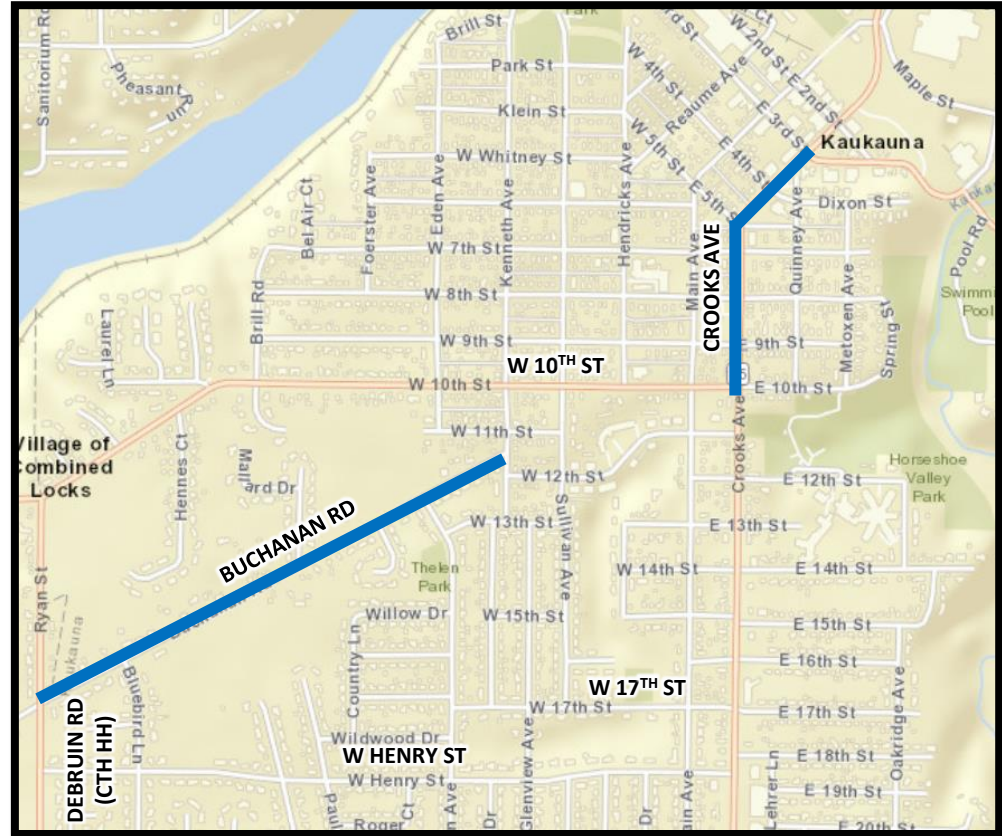 Sanitorium Rd
Pheasant Run
Brill St
Park
Park St
Klein St
W Whitney St
W 4th St
W 5th St
Reaume Ave
W 2nd St
E 2nd St
E 3rd St
E 4th St
E 5th St
Maple St
Kaukauna
Dixon St
Bel Air Ct
Foerster Ave
Eden Ave
Kenneth Ave
Hendricks Ave
Main Ave
CROOKS AVE
Quinney Ave
Metoxen Ave
Spring St
Pool Rd
Swimm
Pool
W 7th St
W 8th St
W 9th St
E 9th St
Brill Rd
Laurel Ln
W 10TH ST
W 10th St
E 10th St
Village of
Combined
Locks
Hennes Ct
W 11th St
W 12th St
E 12th St
Crooks Ave
Horseshoe
Valley
Park
BUCHANAN RD
W 13th St
E 13th St
Sullivan Ave
Thelen
Park
W 14th St
E 14th St
Ryan St
Willow Dr
W 15th St
E 15th St
Country Ln
E 16th St
Bluebird Ln
W 17TH ST
W 17th St
E 17th St
Oakridge Ave
DEBRUIN RD
(CTH HH)
Wildwood Dr
W HENRY ST
W Henry St
Glenview Ave
E 18th St
Lehrer Ln
E 19th St
E 20th St
Roger
Ct
Dr
Dr